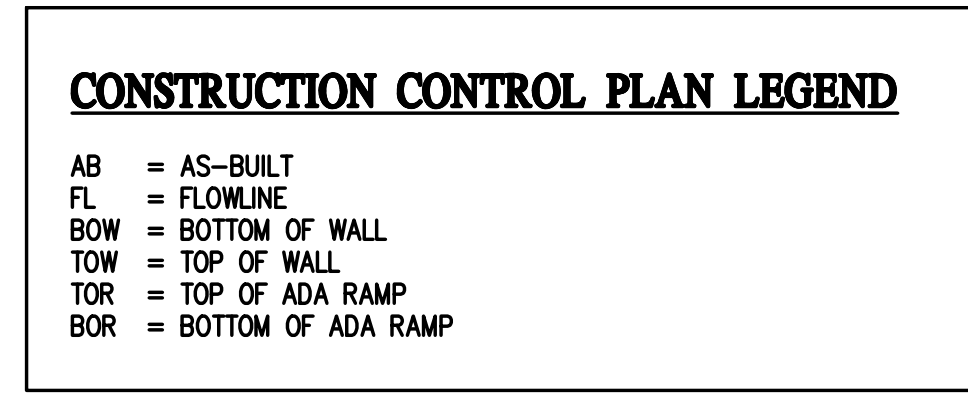 CONSTRUCTION CONTROL PLAN LEGEND
AB = AS-BUILT
FL = FLOWLINE
BOW = BOTTOM OF WALL
TOW = TOP OF WALL
TOR = TOP OF ADA RAMP
BOR = BOTTOM OF ADA RAMP